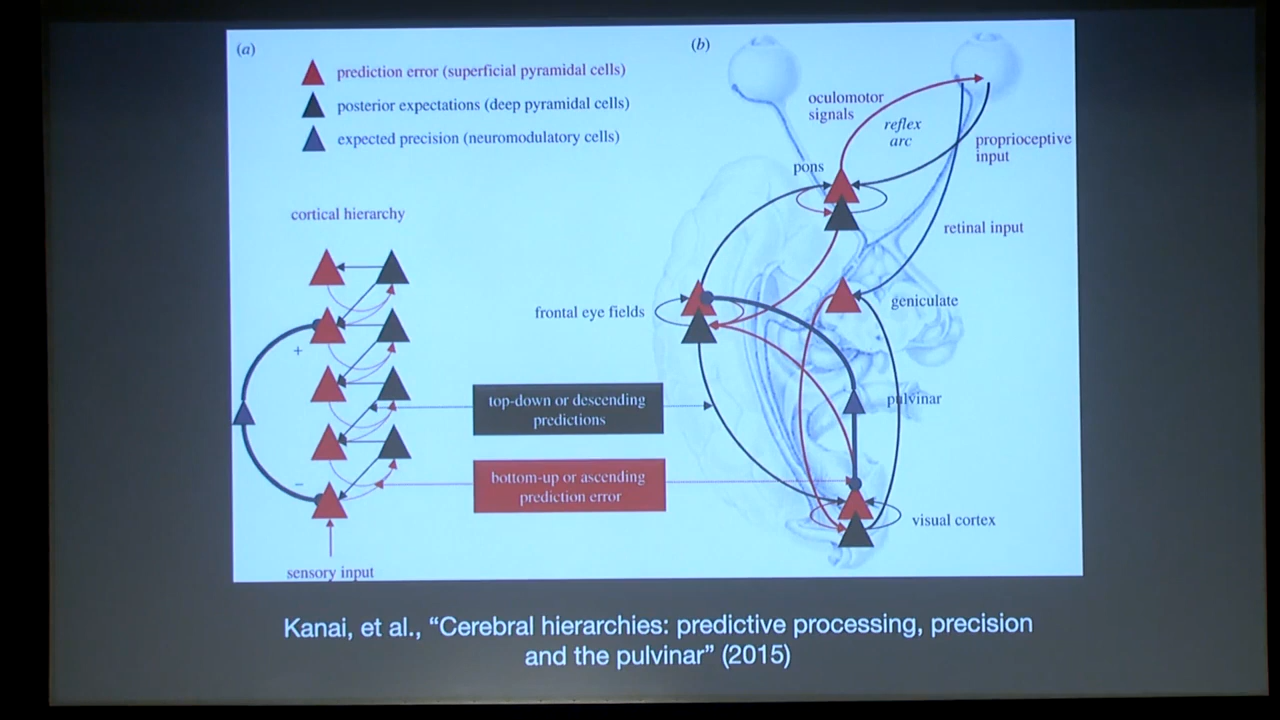 (a)
prediction error (superficial pyramidal cells)
posterior expectations (deep pyramidal cells)
expected precision (neuromodulatory cells)
cortical hierarchy
+
−
sensory input
top-down or descending
predictions
bottom-up or ascending
prediction error
(b)
oculomotor
signals
reflex
arc
proprioceptive
input
pons
retinal input
frontal eye fields
geniculate
pulvinar
visual cortex
Kanai, et al., “Cerebral hierarchies: predictive processing, precision
and the pulvinar” (2015)